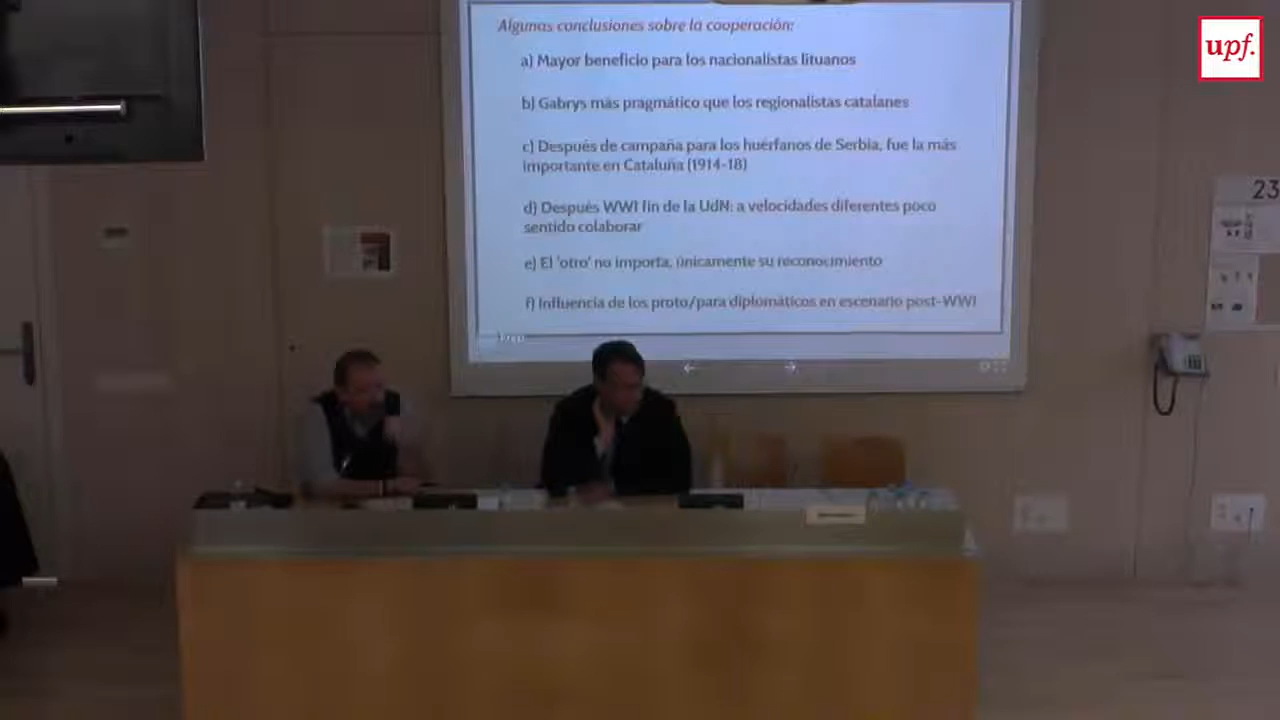 Algunas conclusiones sobre la cooperación:
upf.
a) Mayor beneficio para los nacionalistas lituanos
b) Gabrys más pragmático que los regionalistas catalanes
c) Después de campaña para los huérfanos de Serbia, fue la más
importante en Cataluña (1914-18)
23
d) Después WWI fin de la UdN: a velocidades diferentes poco
sentido colaborar
e) El 'otro' no importa, únicamente su reconocimiento
f) Influencia de los proto/para diplomáticos en escenario post-WWI